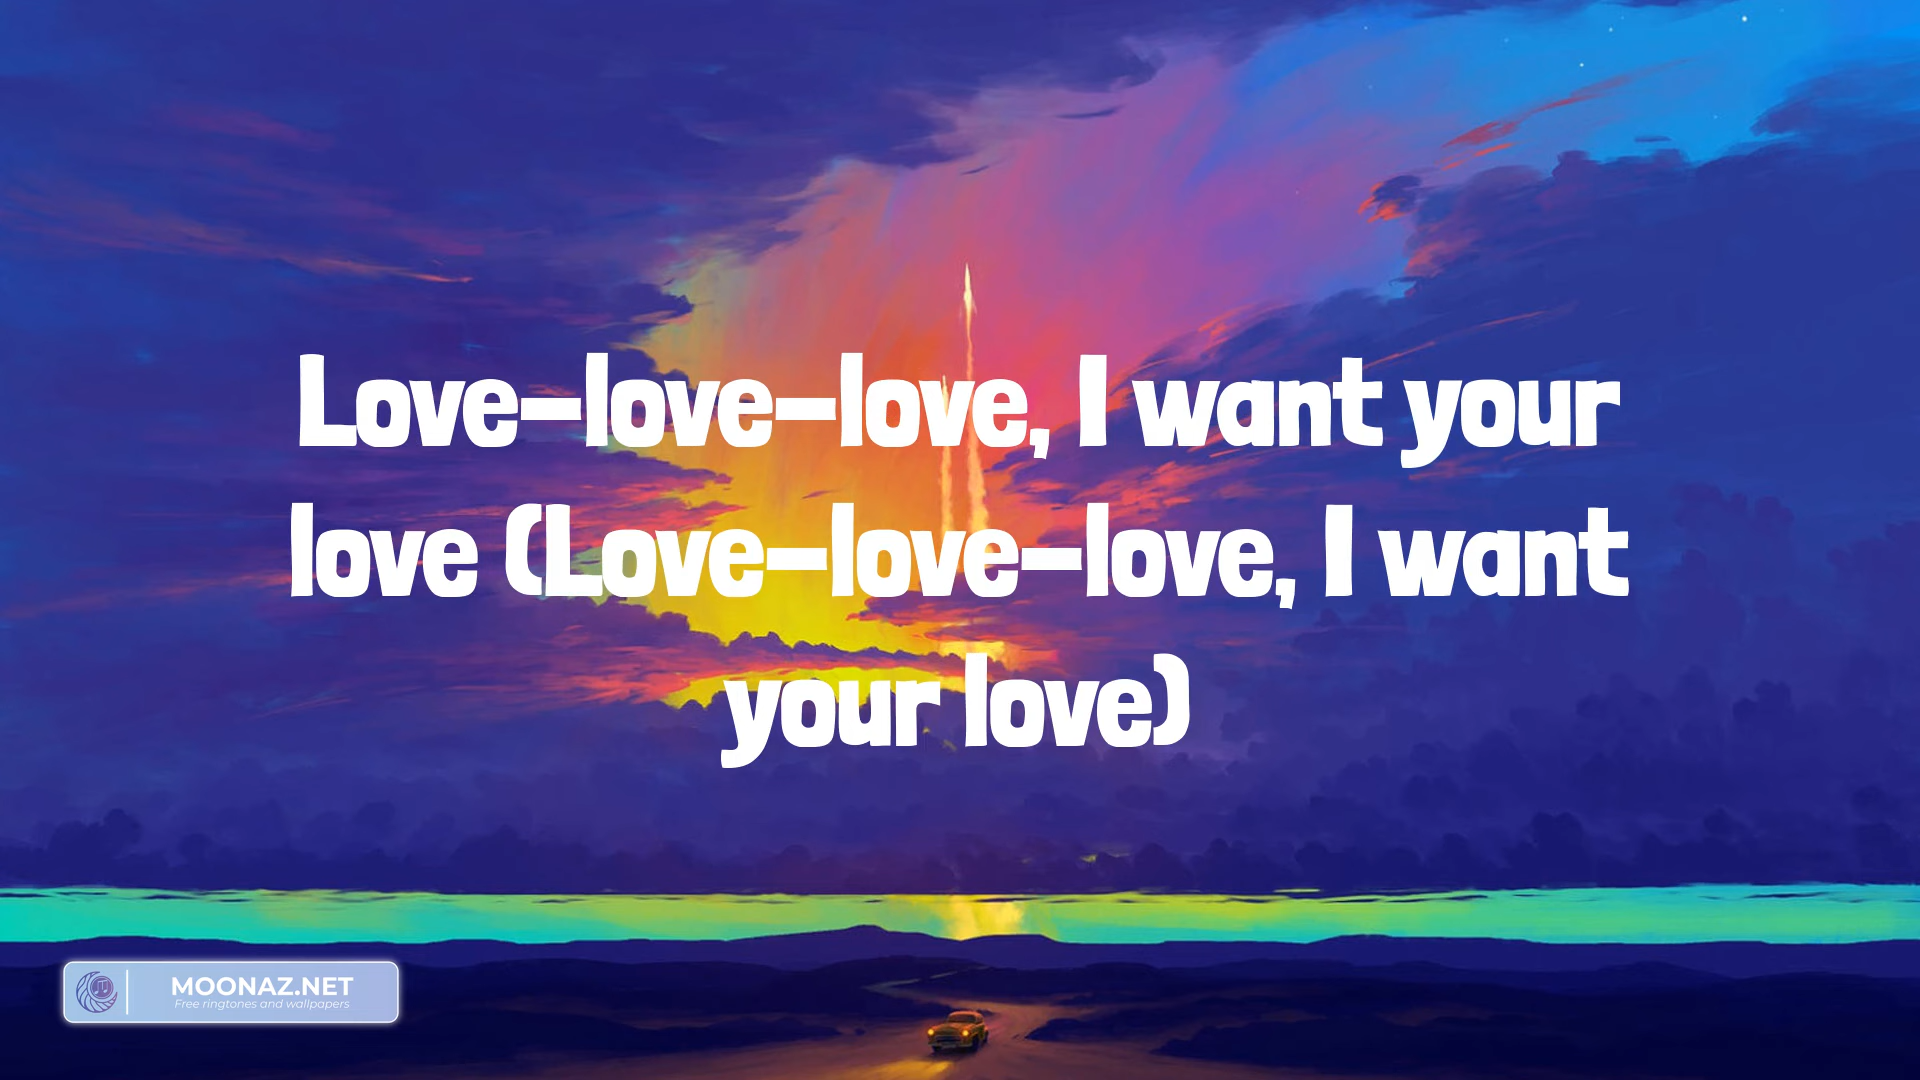 Love-love-love, I want your
love (Love-love-love, I want
your love)
MOONAZ.NET
Free ringtones and wallpapers